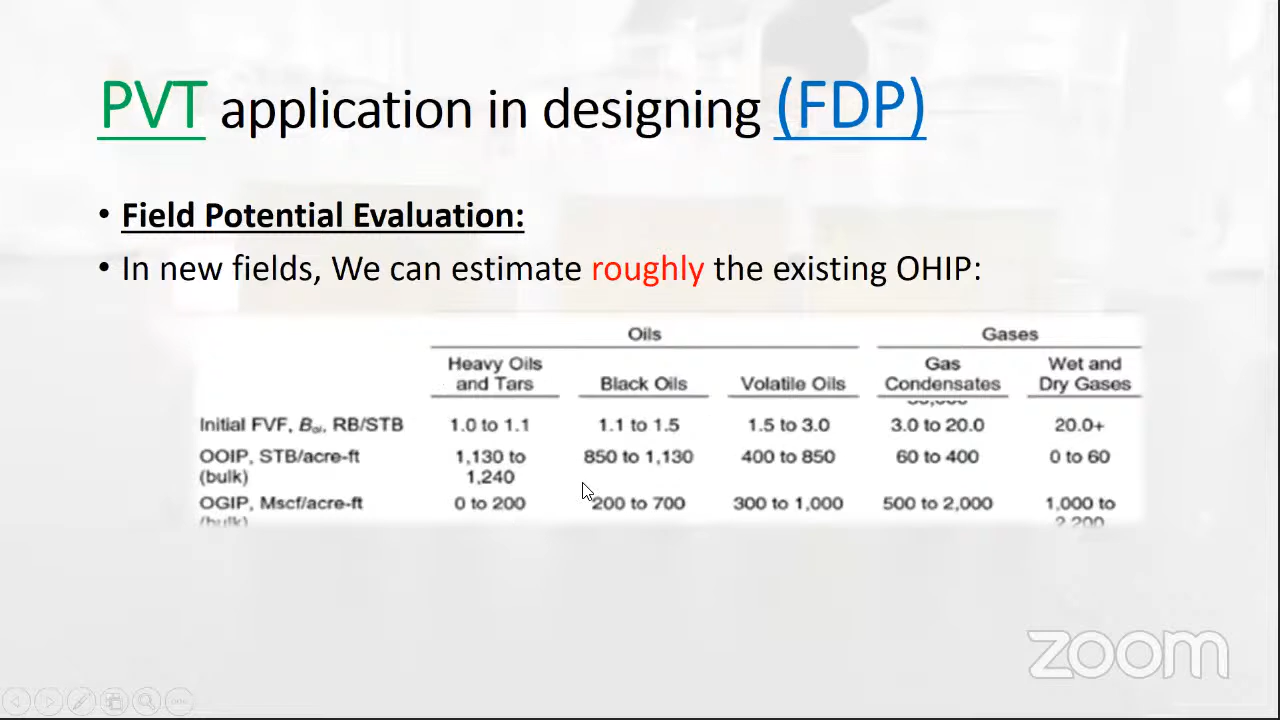 PVT application in designing (FDP)
• Field Potential Evaluation:
• In new fields, We can estimate roughly the existing OHIP:
Oils Gases
Heavy Oils and Tars Black Oils Volatile Oils Gas Condensates Wet and Dry Gases
Initial FVF, Boi, RB/STB 1.0 to 1.1 1.1 to 1.5 1.5 to 3.0 3.0 to 20.0 20.0+
OOIP, STB/acre-ft (bulk) 1,130 to 1,240 850 to 1,130 400 to 850 60 to 400 0 to 60
OGIP, Mscf/acre-ft (bulk) 0 to 200 200 to 700 300 to 1,000 500 to 2,000 1,000 to 2,200
zoom